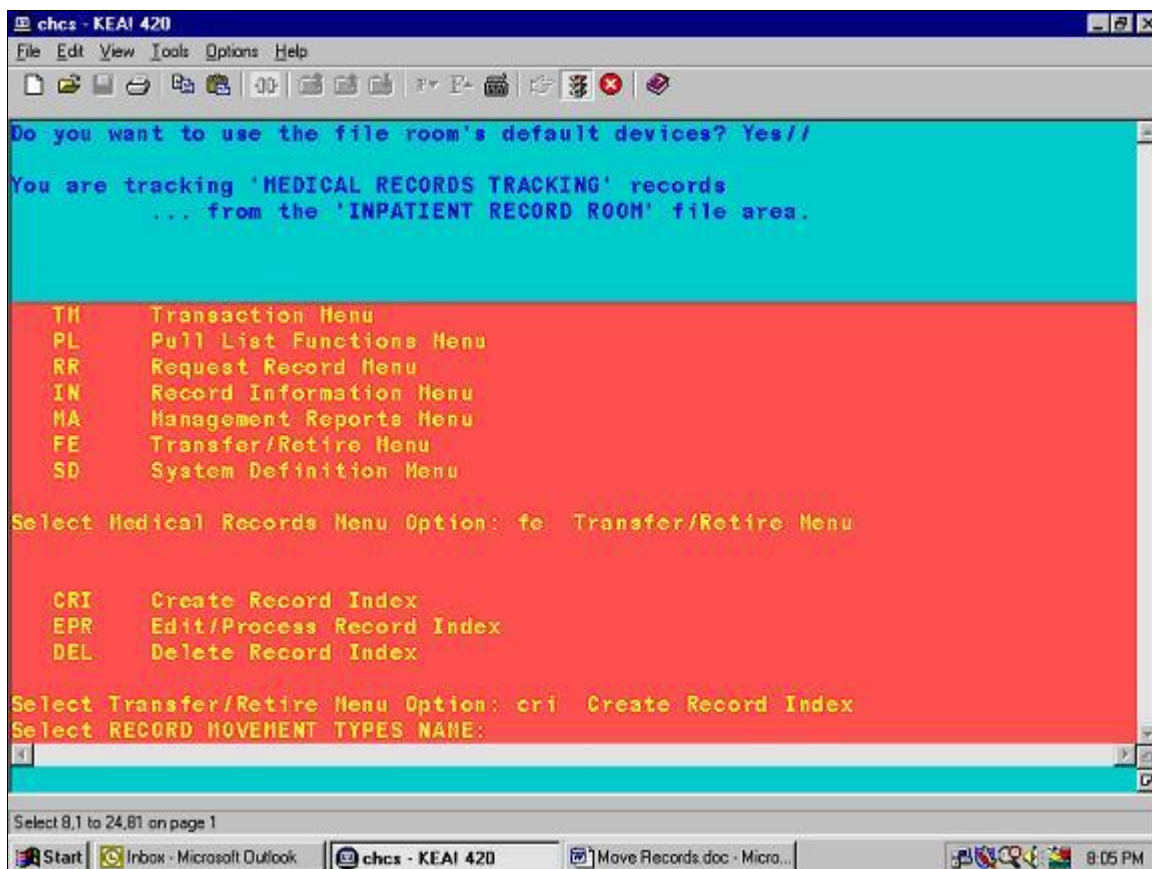 chcs - KEA! 420
File Edit View Tools Options Help
Do you want to use the file room's default devices? Yes//
You are tracking 'MEDICAL RECORDS TRACKING' records
... from the 'INPATIENT RECORD ROOM' file area.
TM Transaction Menu
PL Pull List Functions Menu
RR Request Record Menu
IN Record Information Menu
MA Management Reports Menu
FE Transfer/Retire Menu
SD System Definition Menu
Select Medical Records Menu Option: fe Transfer/Retire Menu
CRI Create Record Index
EPR Edit/Process Record Index
DEL Delete Record Index
Select Transfer/Retire Menu Option: cri Create Record Index
Select RECORD MOVEMENT TYPES NAME:
Select 8,1 to 24,81 on page 1
Start Inbox - Microsoft Outlook chcs - KEA! 420 Move Records.doc - Micro... 8:05 PM